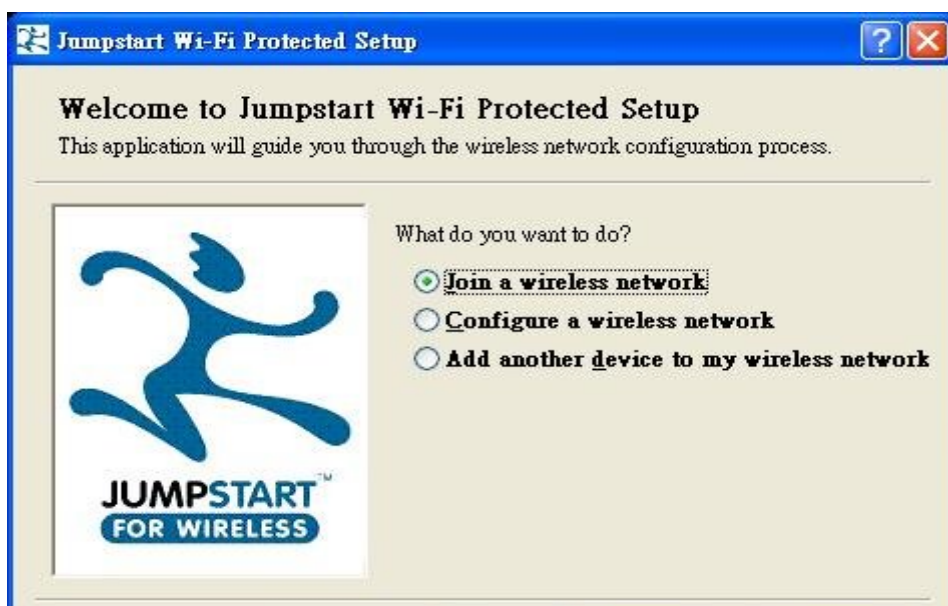 Jumpstart Wi-Fi Protected Setup
Welcome to Jumpstart Wi-Fi Protected Setup
This application will guide you through the wireless network configuration process.
What do you want to do?
Join a wireless network
Configure a wireless network
Add another device to my wireless network
JUMPSTART™
FOR WIRELESS